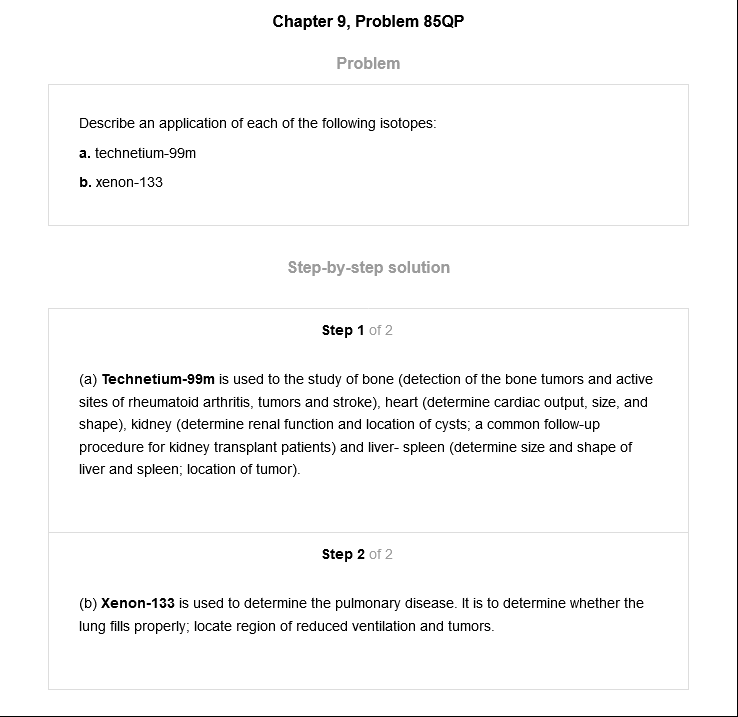 Chapter 9, Problem 85QP
Problem
Describe an application of each of the following isotopes:
a. technetium-99m
b. xenon-133
Step-by-step solution
Step 1 of 2
(a) Technetium-99m is used to the study of bone (detection of the bone tumors and active
sites of rheumatoid arthritis, tumors and stroke), heart (determine cardiac output, size, and
shape), kidney (determine renal function and location of cysts; a common follow-up
procedure for kidney transplant patients) and liver- spleen (determine size and shape of
liver and spleen; location of tumor).
Step 2 of 2
(b) Xenon-133 is used to determine the pulmonary disease. It is to determine whether the
lung fills properly; locate region of reduced ventilation and tumors.